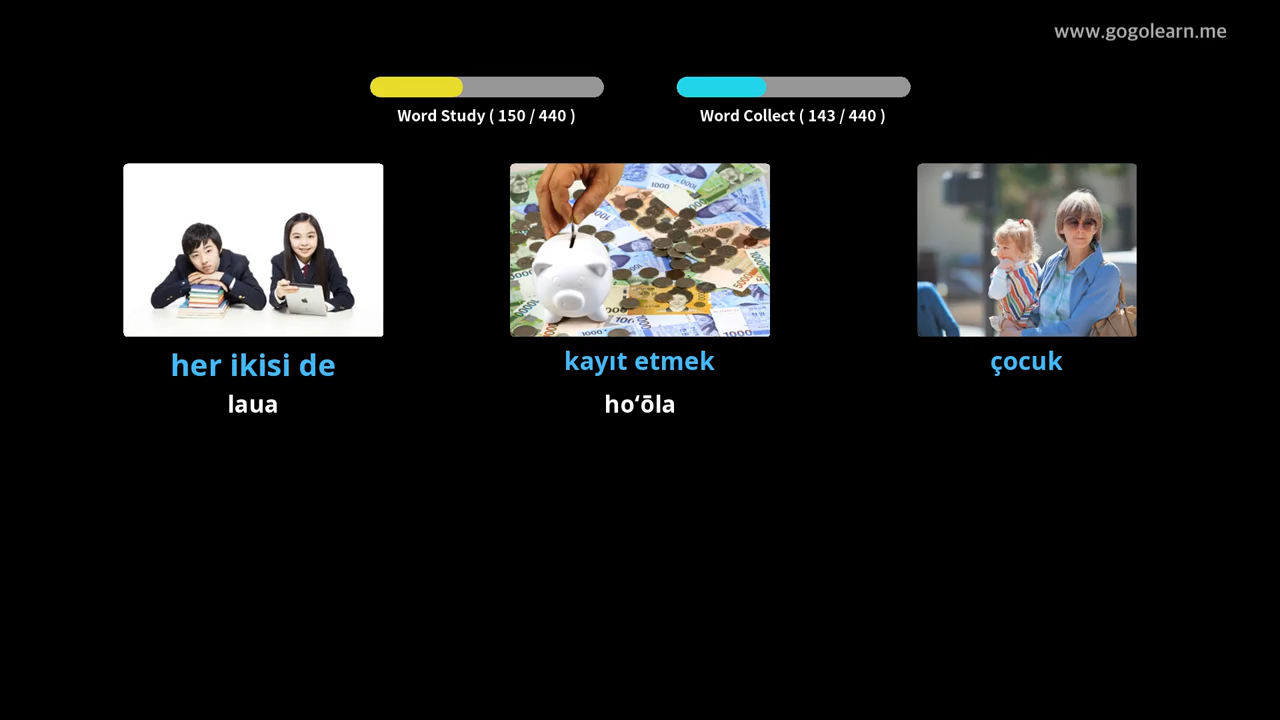 www.gogolearn.me
Word Study ( 150 / 440 )
Word Collect ( 143 / 440 )
her ikisi de
laua
kayıt etmek
hoʻōla
çocuk